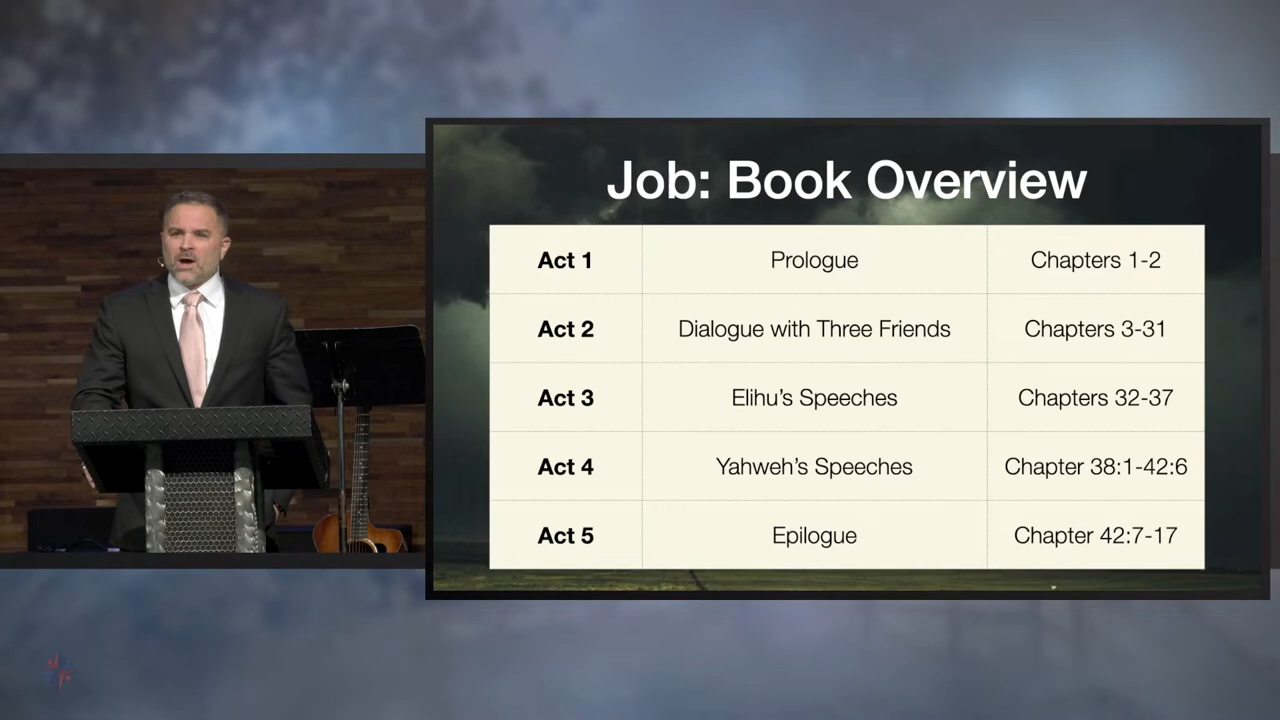 Job: Book Overview
Act 1 Prologue Chapters 1-2
Act 2 Dialogue with Three Friends Chapters 3-31
Act 3 Elihu’s Speeches Chapters 32-37
Act 4 Yahweh’s Speeches Chapter 38:1-42:6
Act 5 Epilogue Chapter 42:7-17